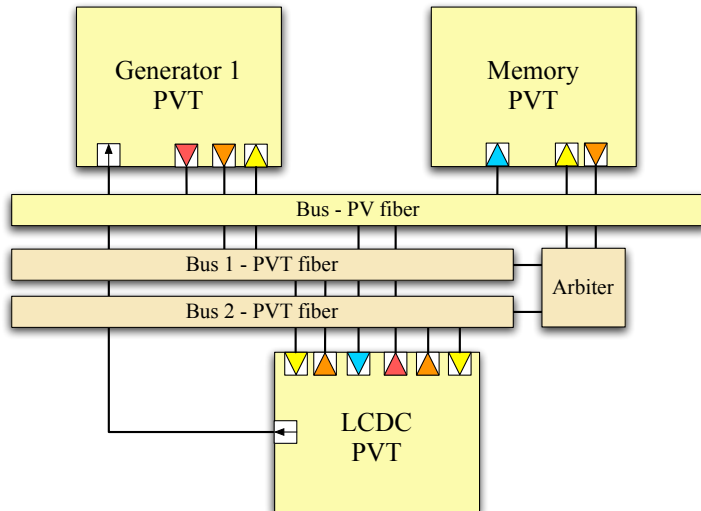 Generator 1
PVT
Memory
PVT
Bus - PV fiber
Bus 1 - PVT fiber
Arbiter
Bus 2 - PVT fiber
LCDC
PVT